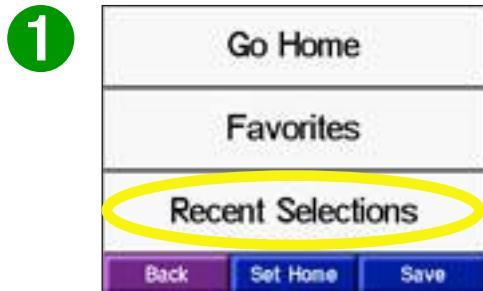 1
Go Home
Favorites
Recent Selections
Back Set Home Save